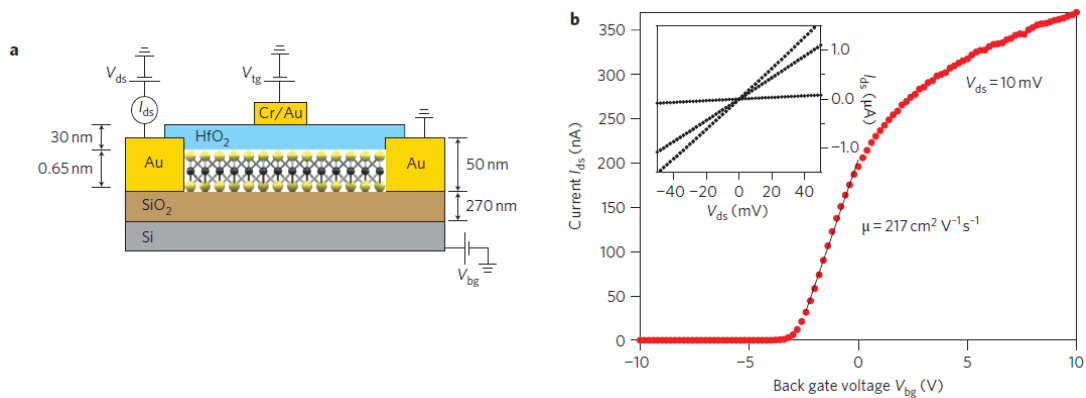 a
V_ds
V_tg
I_ds
Cr/Au
30 nm
HfO₂
0.65 nm
Au
Au
50 nm
SiO₂
270 nm
Si
V_bg
b
350
300
250
200
150
100
50
0
Current I_ds (nA)
−10
−5
0
5
10
Back gate voltage V_bg (V)
V_ds = 10 mV
μ = 217 cm² V⁻¹ s⁻¹
1.0
0.0
−1.0
I_ds (μA)
−40 −20 0 20 40
V_ds (mV)